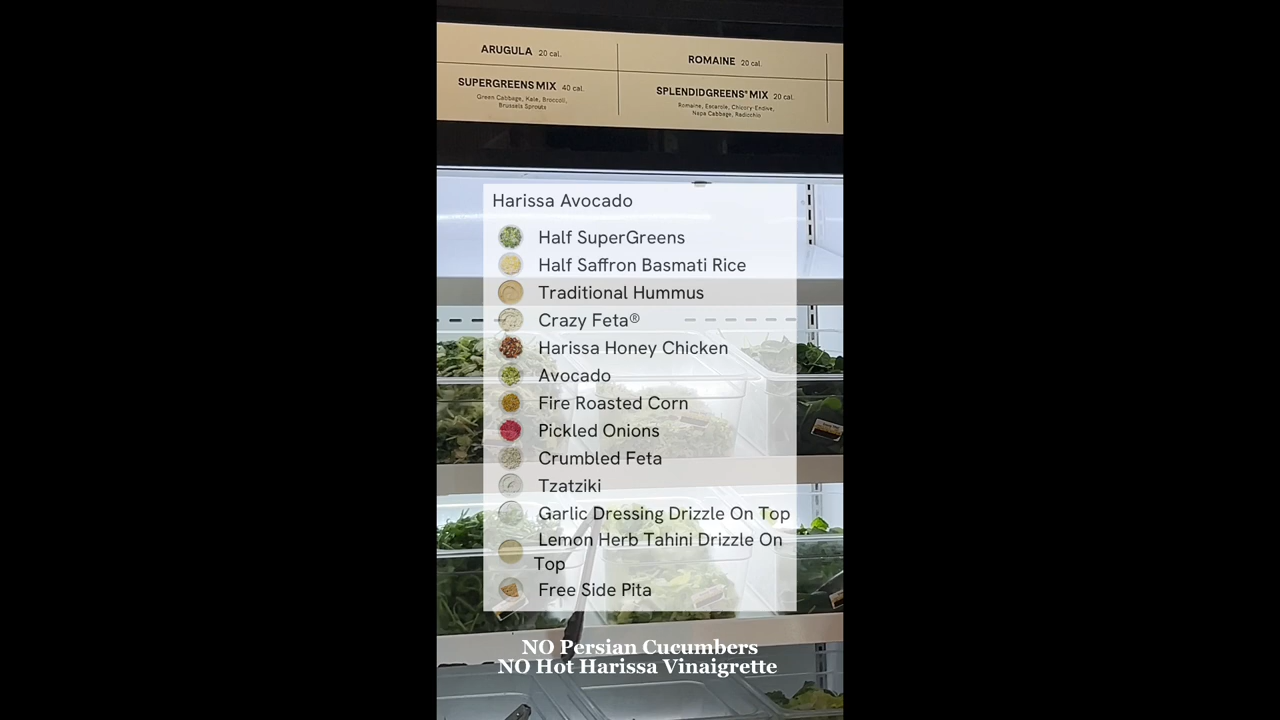 ARUGULA 20 cal.
ROMAINE 20 cal.
SUPERGREENS MIX 40 cal.
Green Cabbage, Kale, Broccoli,
Brussels Sprouts
SPLENDIDGREENS® MIX 20 cal.
Romaine, Escarole, Chicory-Endive,
Napa Cabbage, Radicchio
Harissa Avocado
Half SuperGreens
Half Saffron Basmati Rice
Traditional Hummus
Crazy Feta®
Harissa Honey Chicken
Avocado
Fire Roasted Corn
Pickled Onions
Crumbled Feta
Tzatziki
Garlic Dressing Drizzle On Top
Lemon Herb Tahini Drizzle On
Top
Free Side Pita
NO Persian Cucumbers
NO Hot Harissa Vinaigrette